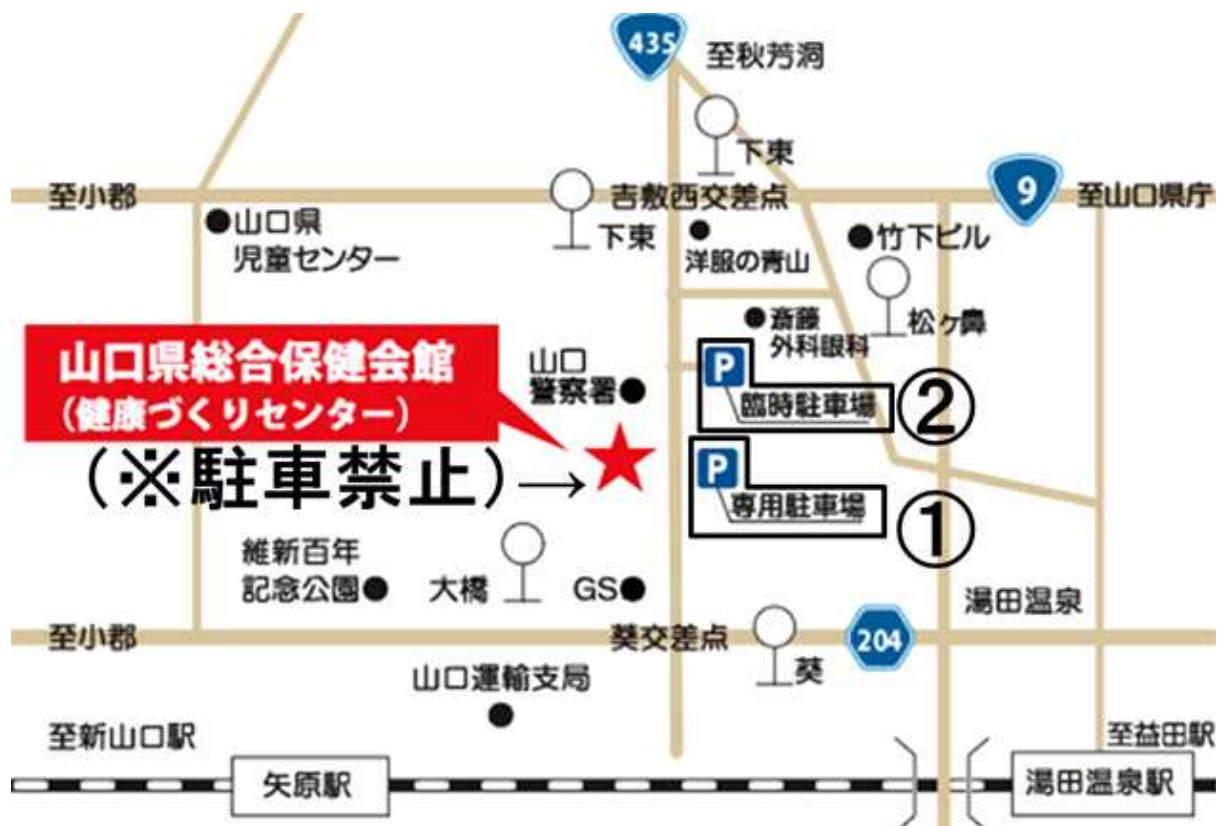 435
至秋芳洞
下東
至小郡
吉敷西交差点
9
至山口県庁
山口県
児童センター
下東
洋服の青山
竹下ビル
松ヶ鼻
斎藤
外科眼科
山口県総合保健会館
(健康づくりセンター)
山口
警察署
P
臨時駐車場
②
(※駐車禁止)→
P
専用駐車場
①
維新百年
記念公園
大橋
GS
湯田温泉
至小郡
葵交差点
204
葵
山口運輸支局
至新山口駅
至益田駅
矢原駅
湯田温泉駅